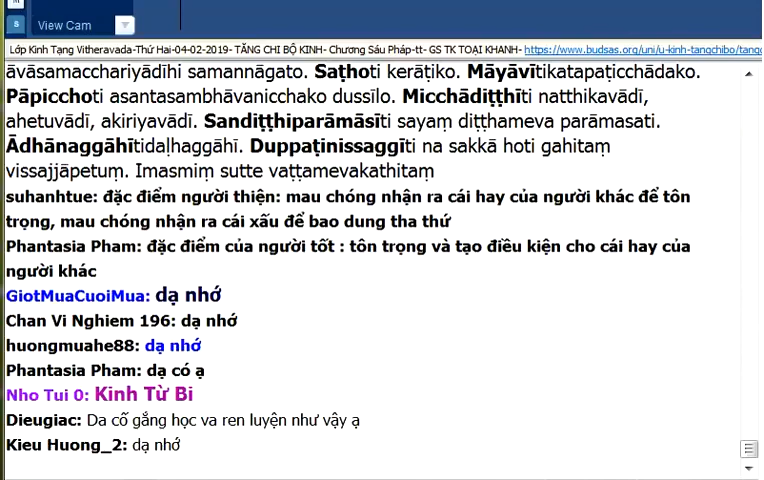 View Cam
Lớp Kinh Tạng Vitheravada-Thứ Hai-04-02-2019- TĂNG CHI BỘ KINH- Chương Sáu Pháp-tt- GS TK TOẠI KHANH- https://www.budsas.org/uni/u-kinh-tangchibo/tang
āvāsamacchariyādīhi samannāgato. Saṭhoti kerāṭiko. Māyāvītikatapaṭicchādako.
Pāpicchoti asantasambhāvanicchako dussīlo. Micchādiṭṭhīti natthikavādī,
ahetuvādī, akiriyavādī. Sandiṭṭhiparāmāsīti sayaṃ diṭṭhameva parāmasati.
Ādhānaggāhītidaḷhaggāhī. Duppaṭinissaggīti na sakkā hoti gahitaṃ
vissajjāpetuṃ. Imasmiṃ sutte vaṭṭamevakathitaṃ
suhanhtue: đặc điểm người thiện: mau chóng nhận ra cái hay của người khác để tôn
trọng, mau chóng nhận ra cái xấu để bao dung tha thứ
Phantasia Pham: đặc điểm của người tốt : tôn trọng và tạo điều kiện cho cái hay của
người khác
GiotMuaCuoiMua: dạ nhớ
Chan Vi Nghiem 196: dạ nhớ
huongmuahe88: dạ nhớ
Phantasia Pham: dạ có ạ
Nho Tui 0: Kinh Từ Bi
Dieugiac: Da cố gắng học va ren luyện như vậy ạ
Kieu Huong_2: dạ nhớ